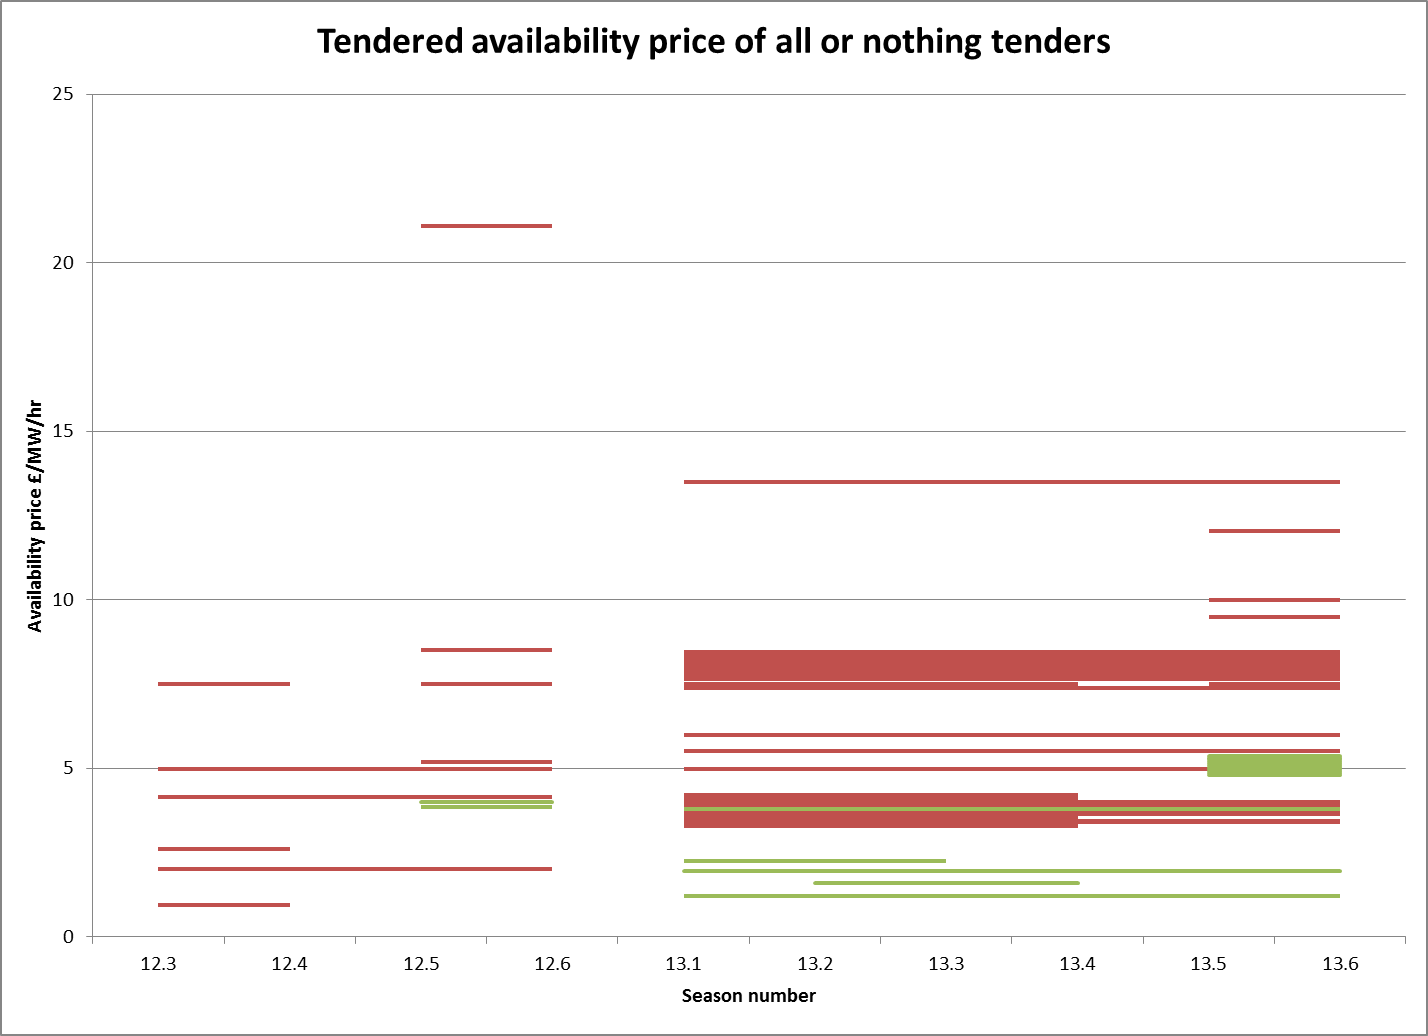 Tendered availability price of all or nothing tenders
25
20
15
10
5
0
Availability price £/MW/hr
12.3 12.4 12.5 12.6 13.1 13.2 13.3 13.4 13.5 13.6
Season number